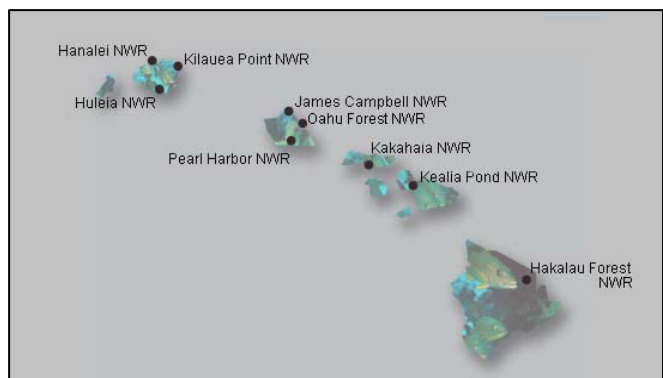 Hanalei NWR
Kilauea Point NWR
Huleia NWR
James Campbell NWR
Oahu Forest NWR
Pearl Harbor NWR
Kakahaia NWR
Kealia Pond NWR
Hakalau Forest
NWR